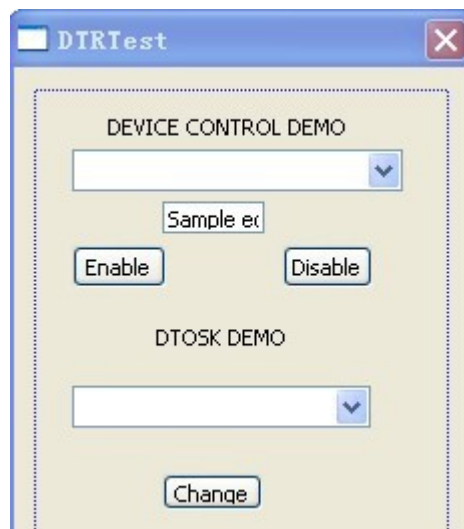 DTRTest
DEVICE CONTROL DEMO
Sample e
Enable Disable
DTOSK DEMO
Change